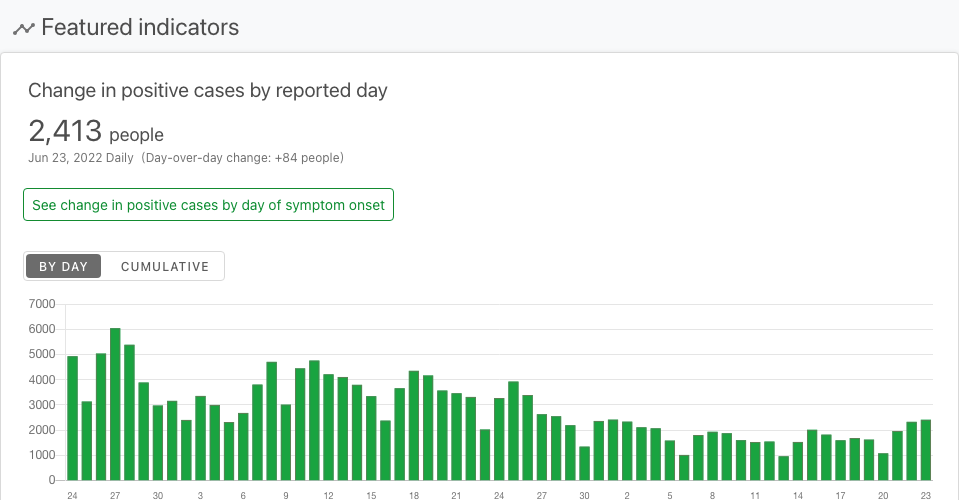 Featured indicators
Change in positive cases by reported day
2,413 people
Jun 23, 2022 Daily (Day-over-day change: +84 people)
See change in positive cases by day of symptom onset
BY DAY CUMULATIVE
7000
6000
5000
4000
3000
2000
1000
0
24 27 30 3 6 9 12 15 18 21 24 27 30 2 5 8 11 14 17 20 23